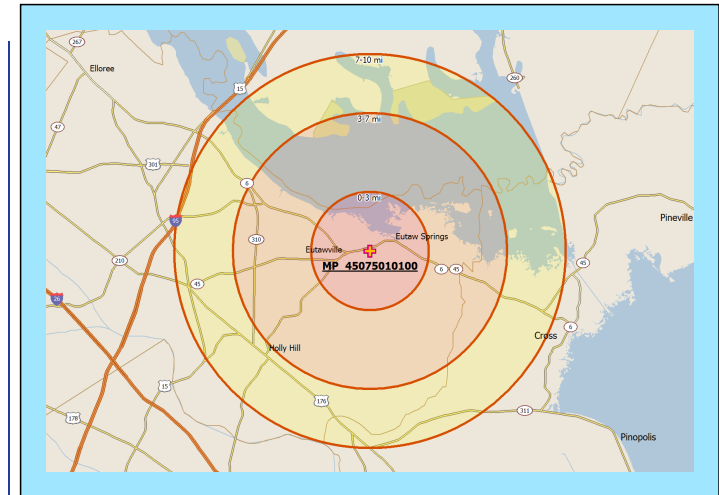 7-10 mi
267
Elloree
260
15
3-7 mi
47
301
6
0-3 mi
Pineville
95
310
Eutaw Springs
Eutawville
210
MP 45075010100
45
6
45
45
26
6
Cross
Holly Hill
15
176
311
178
Pinopolis